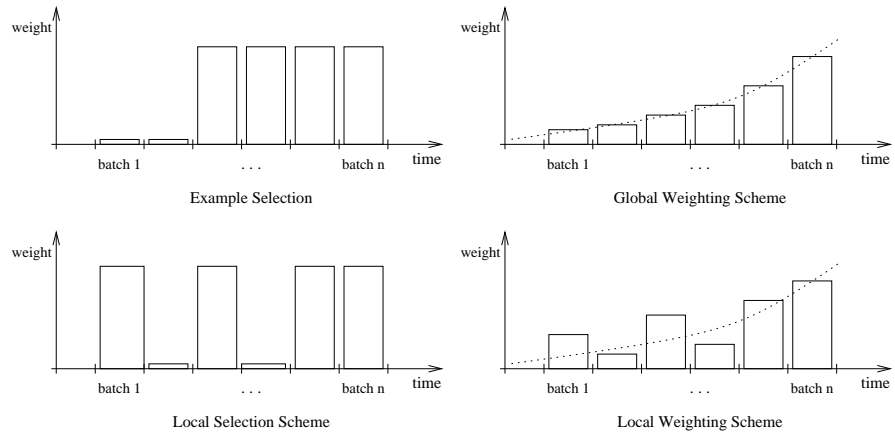 weight
batch 1 . . . batch n time
Example Selection
weight
batch 1 . . . batch n time
Global Weighting Scheme
weight
batch 1 . . . batch n time
Local Selection Scheme
weight
batch 1 . . . batch n time
Local Weighting Scheme